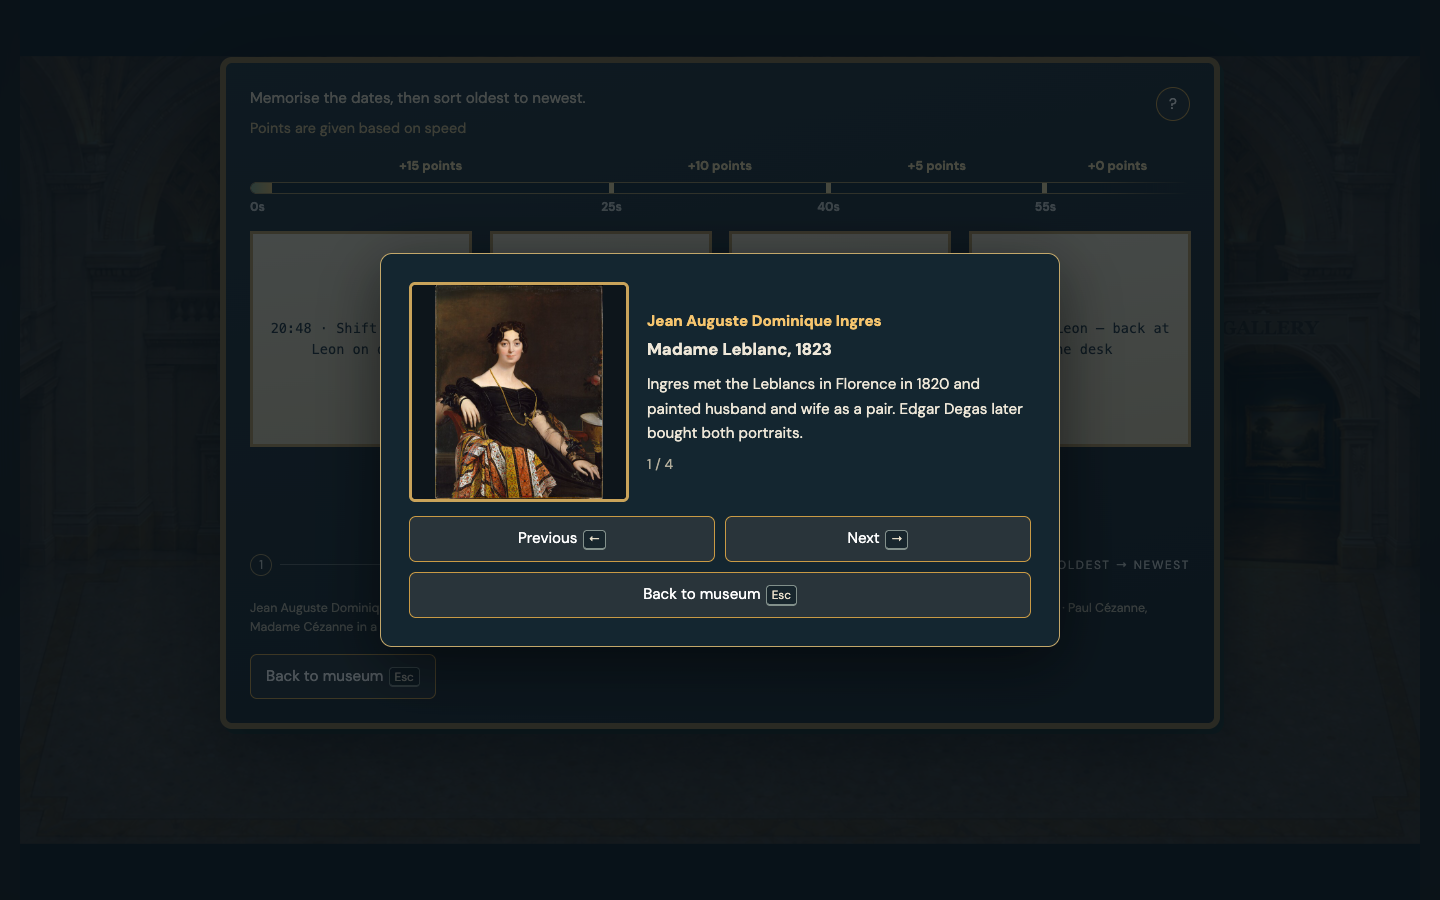 Memorise the dates, then sort oldest to newest.
?
Points are given based on speed
+15 points
+10 points
+5 points
+0 points
0s
25s
40s
55s
20:48 · Shift
Leon on
Leon — back at
desk
GALLERY
Jean Auguste Dominique Ingres
Madame Leblanc, 1823
Ingres met the Leblancs in Florence in 1820 and
painted husband and wife as a pair. Edgar Degas later
bought both portraits.
1 / 4
Previous ←
Next →
Back to museum Esc
1
OLDEST → NEWEST
Jean Auguste Dominiq
· Paul Cézanne,
Madame Cézanne in a
Back to museum Esc